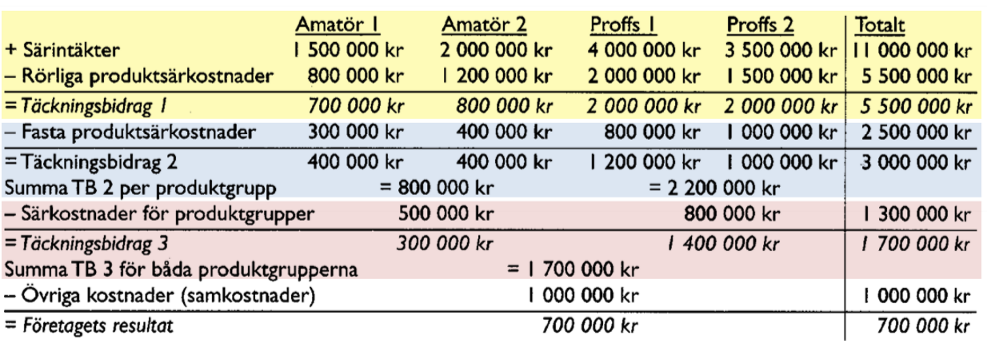 Amatör 1 Amatör 2 Proffs 1 Proffs 2 Totalt
+ Särintäkter 1 500 000 kr 2 000 000 kr 4 000 000 kr 3 500 000 kr 11 000 000 kr
– Rörliga produktsärkostnader 800 000 kr 1 200 000 kr 2 000 000 kr 1 500 000 kr 5 500 000 kr
= Täckningsbidrag 1 700 000 kr 800 000 kr 2 000 000 kr 2 000 000 kr 5 500 000 kr
– Fasta produktsärkostnader 300 000 kr 400 000 kr 800 000 kr 1 000 000 kr 2 500 000 kr
= Täckningsbidrag 2 400 000 kr 400 000 kr 1 200 000 kr 1 000 000 kr 3 000 000 kr
Summa TB 2 per produktgrupp = 800 000 kr = 2 200 000 kr
– Särkostnader för produktgrupper 500 000 kr 800 000 kr 1 300 000 kr
= Täckningsbidrag 3 300 000 kr 1 400 000 kr 1 700 000 kr
Summa TB 3 för båda produktgrupperna = 1 700 000 kr
– Övriga kostnader (samkostnader) 1 000 000 kr 1 000 000 kr
= Företagets resultat 700 000 kr 700 000 kr